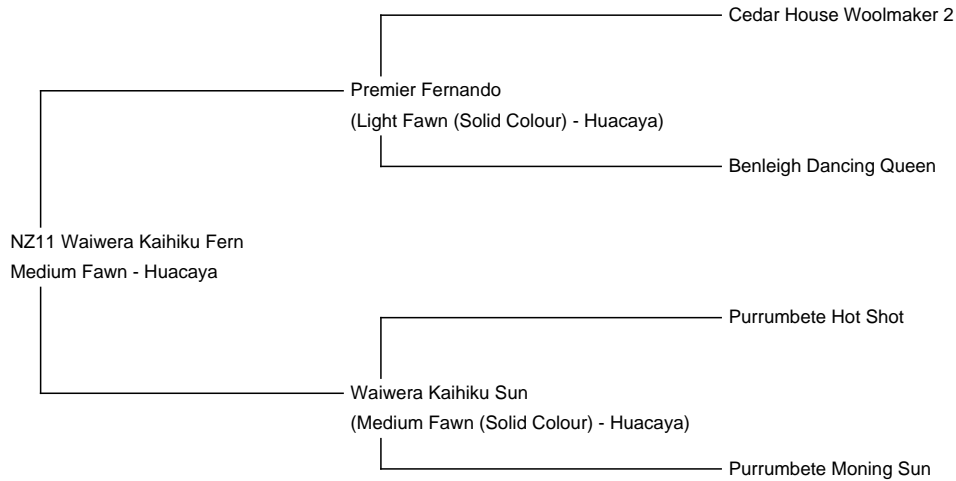 Cedar House Woolmaker 2
Premier Fernando
(Light Fawn (Solid Colour) - Huacaya)
Benleigh Dancing Queen
NZ11 Waiwera Kaihiku Fern
Medium Fawn - Huacaya
Purrumbete Hot Shot
Waiwera Kaihiku Sun
(Medium Fawn (Solid Colour) - Huacaya)
Purrumbete Moning Sun